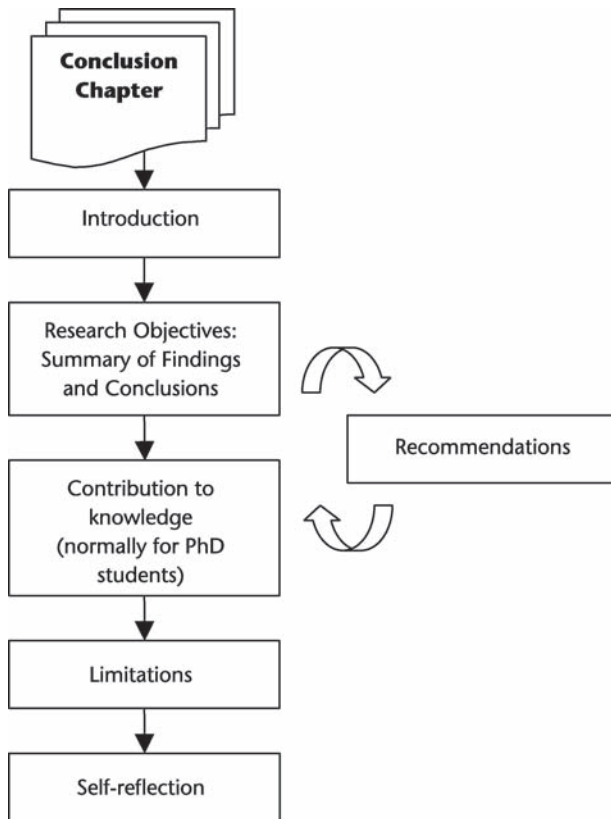 Conclusion
Chapter
Introduction
Research Objectives:
Summary of Findings
and Conclusions
Recommendations
Contribution to
knowledge
(normally for PhD
students)
Limitations
Self-reflection